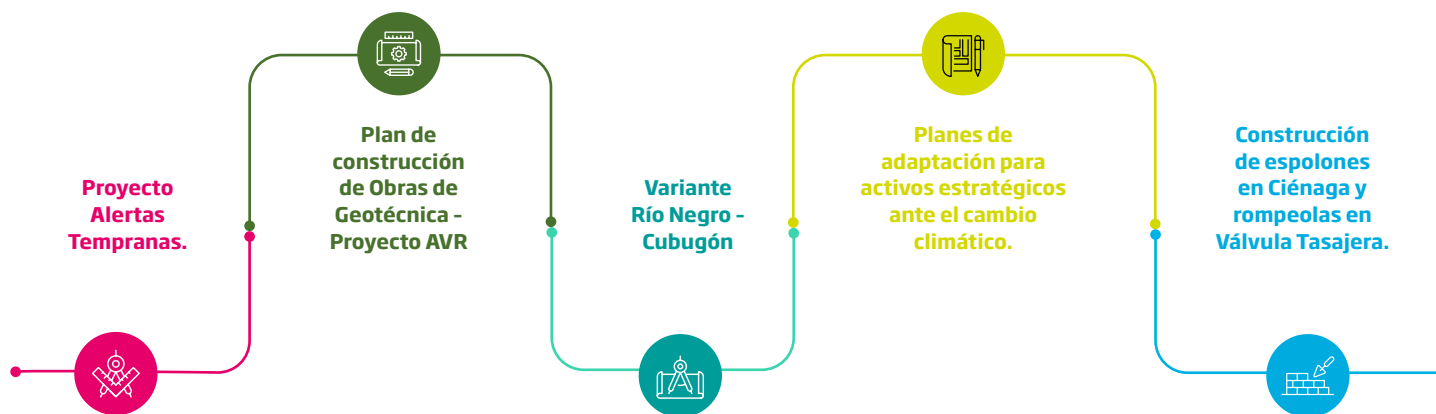 Proyecto
Alertas
Tempranas.
Plan de
construcción
de Obras de
Geotécnica –
Proyecto AVR
Variante
Río Negro –
Cubugón
Planes de
adaptación para
activos estratégicos
ante el cambio
climático.
Construcción
de espolones
en Ciénaga y
rompeolas en
Válvula Tasajera.